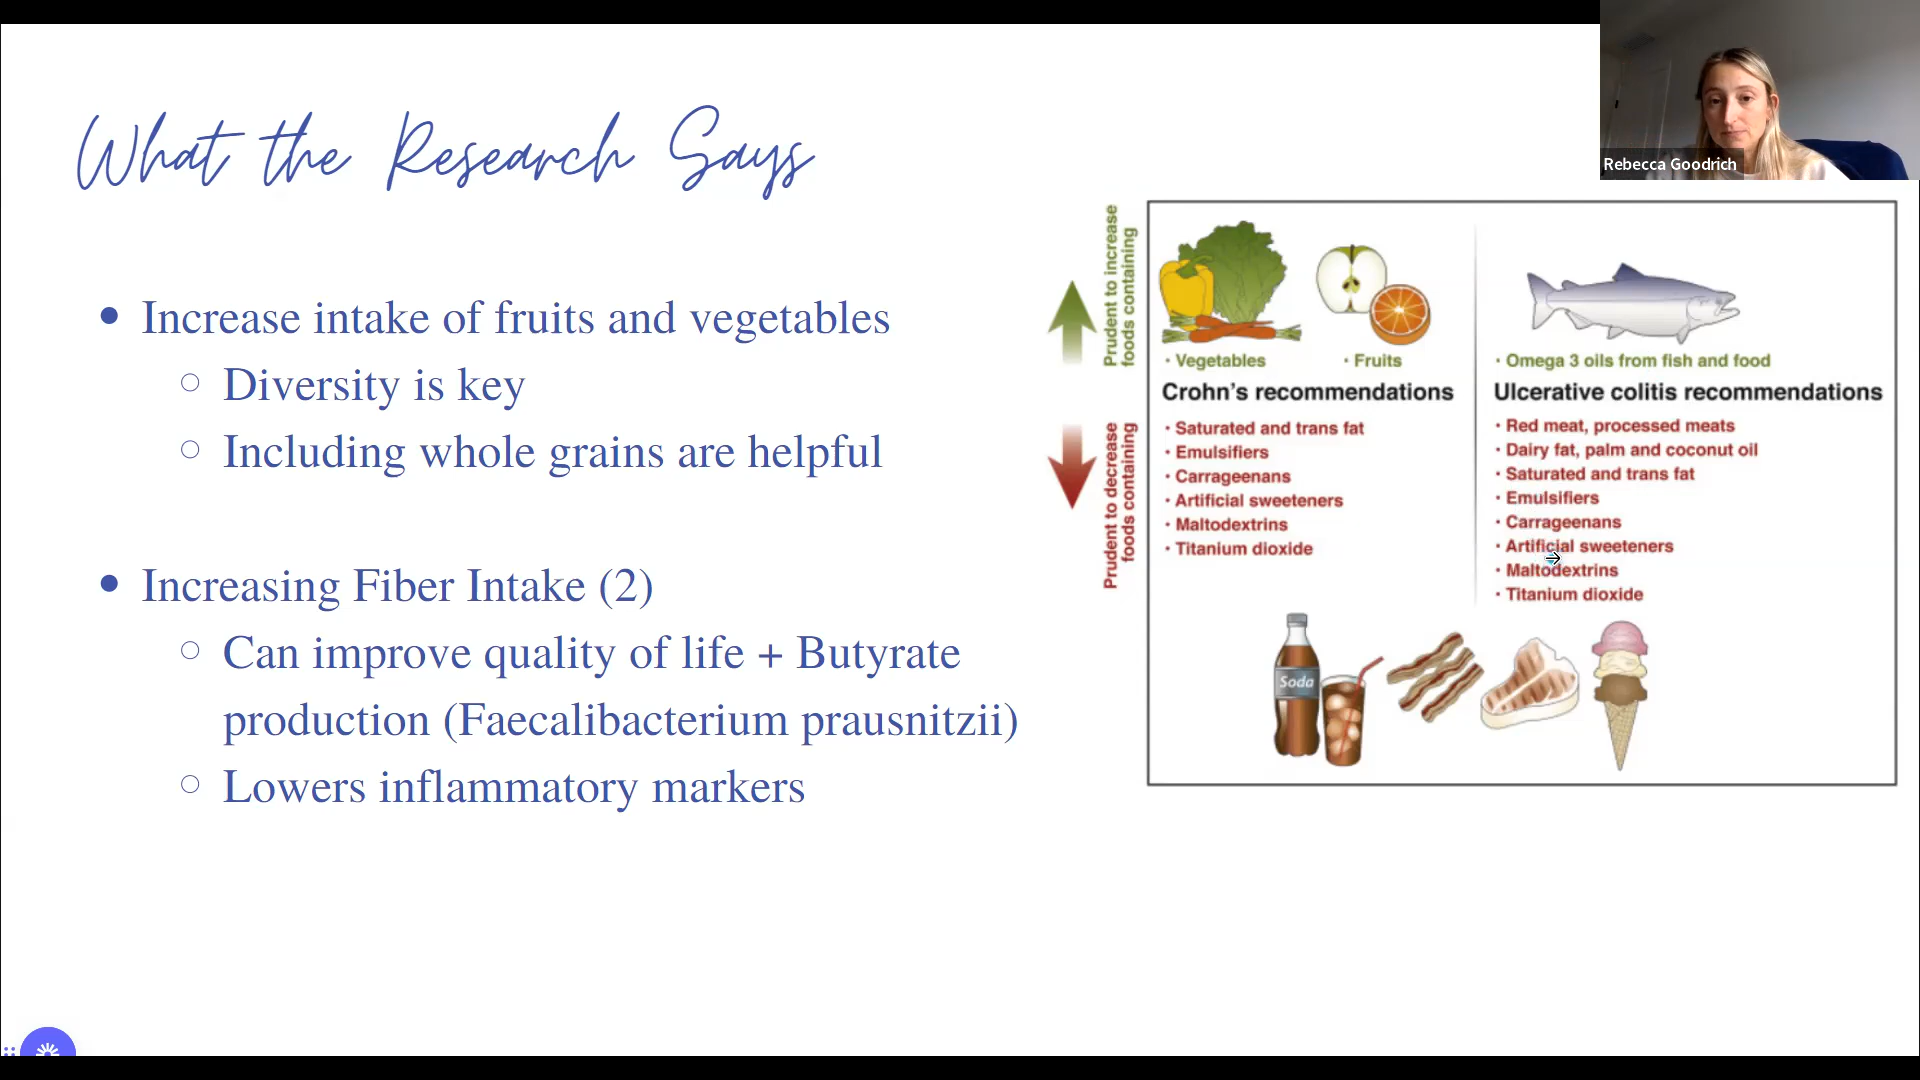 What the Research Says
Rebecca Goodrich
• Increase intake of fruits and vegetables
○ Diversity is key
○ Including whole grains are helpful
• Increasing Fiber Intake (2)
○ Can improve quality of life + Butyrate
production (Faecalibacterium prausnitzii)
○ Lowers inflammatory markers
Prudent to increase
foods containing
• Vegetables
• Fruits
Crohn's recommendations
Prudent to decrease
foods containing
• Saturated and trans fat
• Emulsifiers
• Carrageenans
• Artificial sweeteners
• Maltodextrins
• Titanium dioxide
• Omega 3 oils from fish and food
Ulcerative colitis recommendations
• Red meat, processed meats
• Dairy fat, palm and coconut oil
• Saturated and trans fat
• Emulsifiers
• Carrageenans
• Artificial sweeteners
• Maltodextrins
• Titanium dioxide
Soda